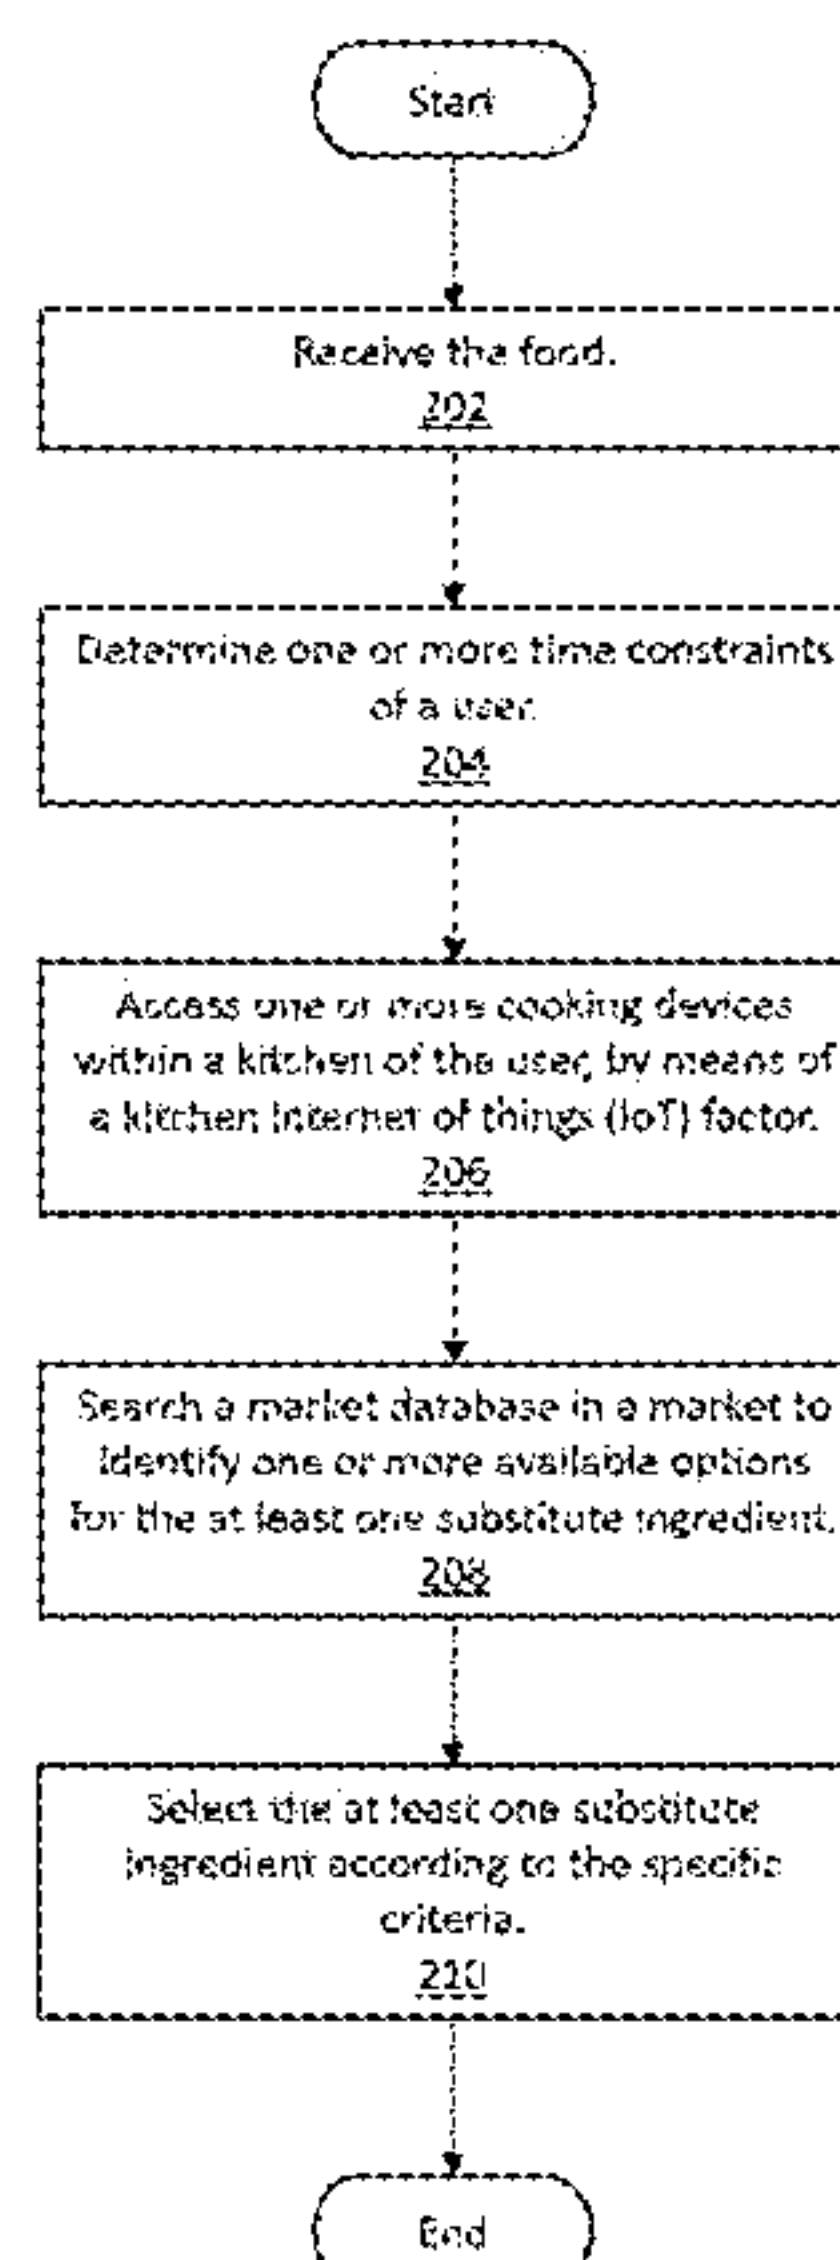 Start
Receive the food.
202
Determine one or more time constraints
of a user.
204
Access one or more cooking devices
within a kitchen of the user, by means of
a kitchen internet of things (IoT) factor.
206
Search a market database in a market to
identify one or more available options
for the at least one substitute ingredient.
208
Select the at least one substitute
ingredient according to the specific
criteria.
210
End